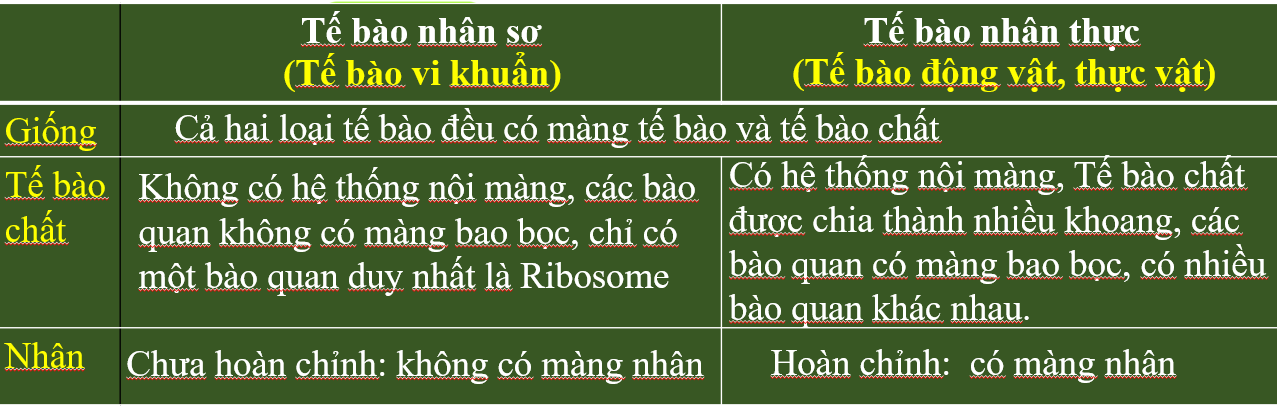 Tế bào nhân sơ
(Tế bào vi khuẩn)
Tế bào nhân thực
(Tế bào động vật, thực vật)
Giống
Cả hai loại tế bào đều có màng tế bào và tế bào chất
Tế bào
chất
Không có hệ thống nội màng, các bào
quan không có màng bao bọc, chỉ có
một bào quan duy nhất là Ribosome
Có hệ thống nội màng, Tế bào chất
được chia thành nhiều khoang, các
bào quan có màng bao bọc, có nhiều
bào quan khác nhau.
Nhân
Chưa hoàn chỉnh: không có màng nhân
Hoàn chỉnh: có màng nhân